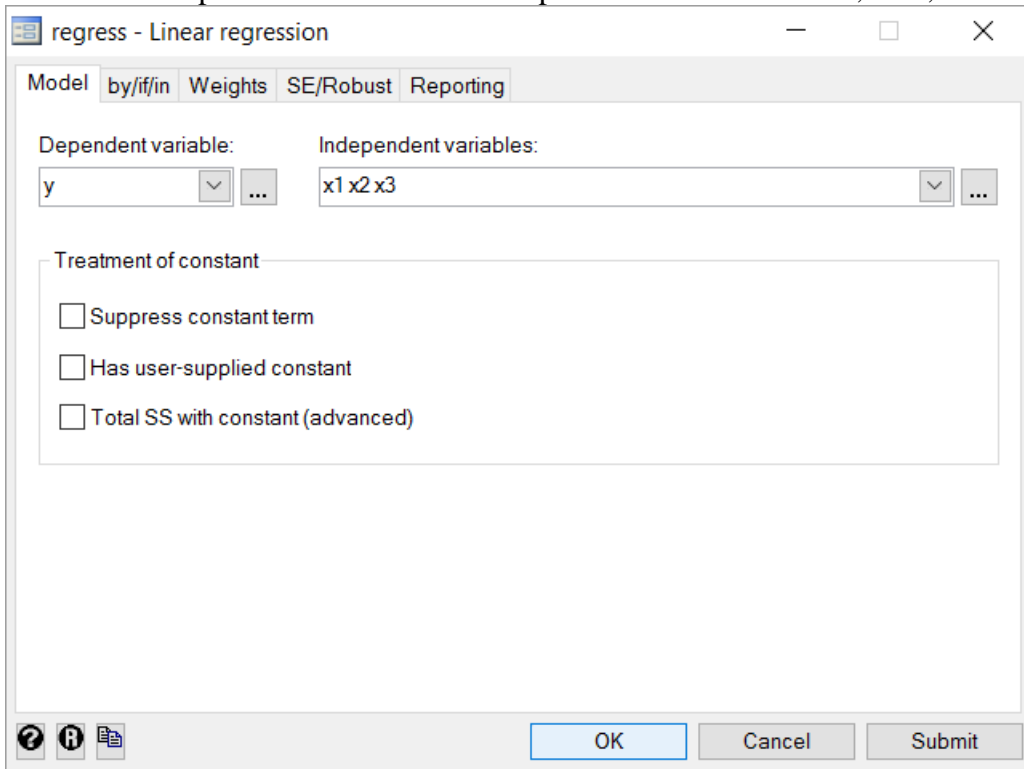 regress - Linear regression
Model by/if/in Weights SE/Robust Reporting
Dependent variable: Independent variables:
y ... x1 x2 x3 ...
Treatment of constant
Suppress constant term
Has user-supplied constant
Total SS with constant (advanced)
? R OK Cancel Submit